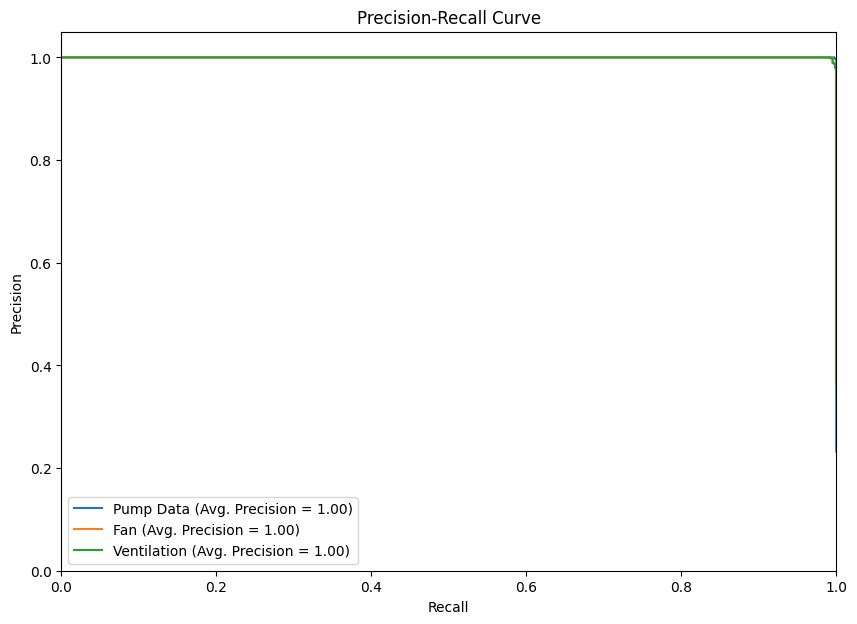 Precision-Recall Curve
1.0
0.8
0.6
0.4
0.2
0.0
Precision
Pump Data (Avg. Precision = 1.00)
Fan (Avg. Precision = 1.00)
Ventilation (Avg. Precision = 1.00)
0.0 0.2 0.4 0.6 0.8 1.0
Recall